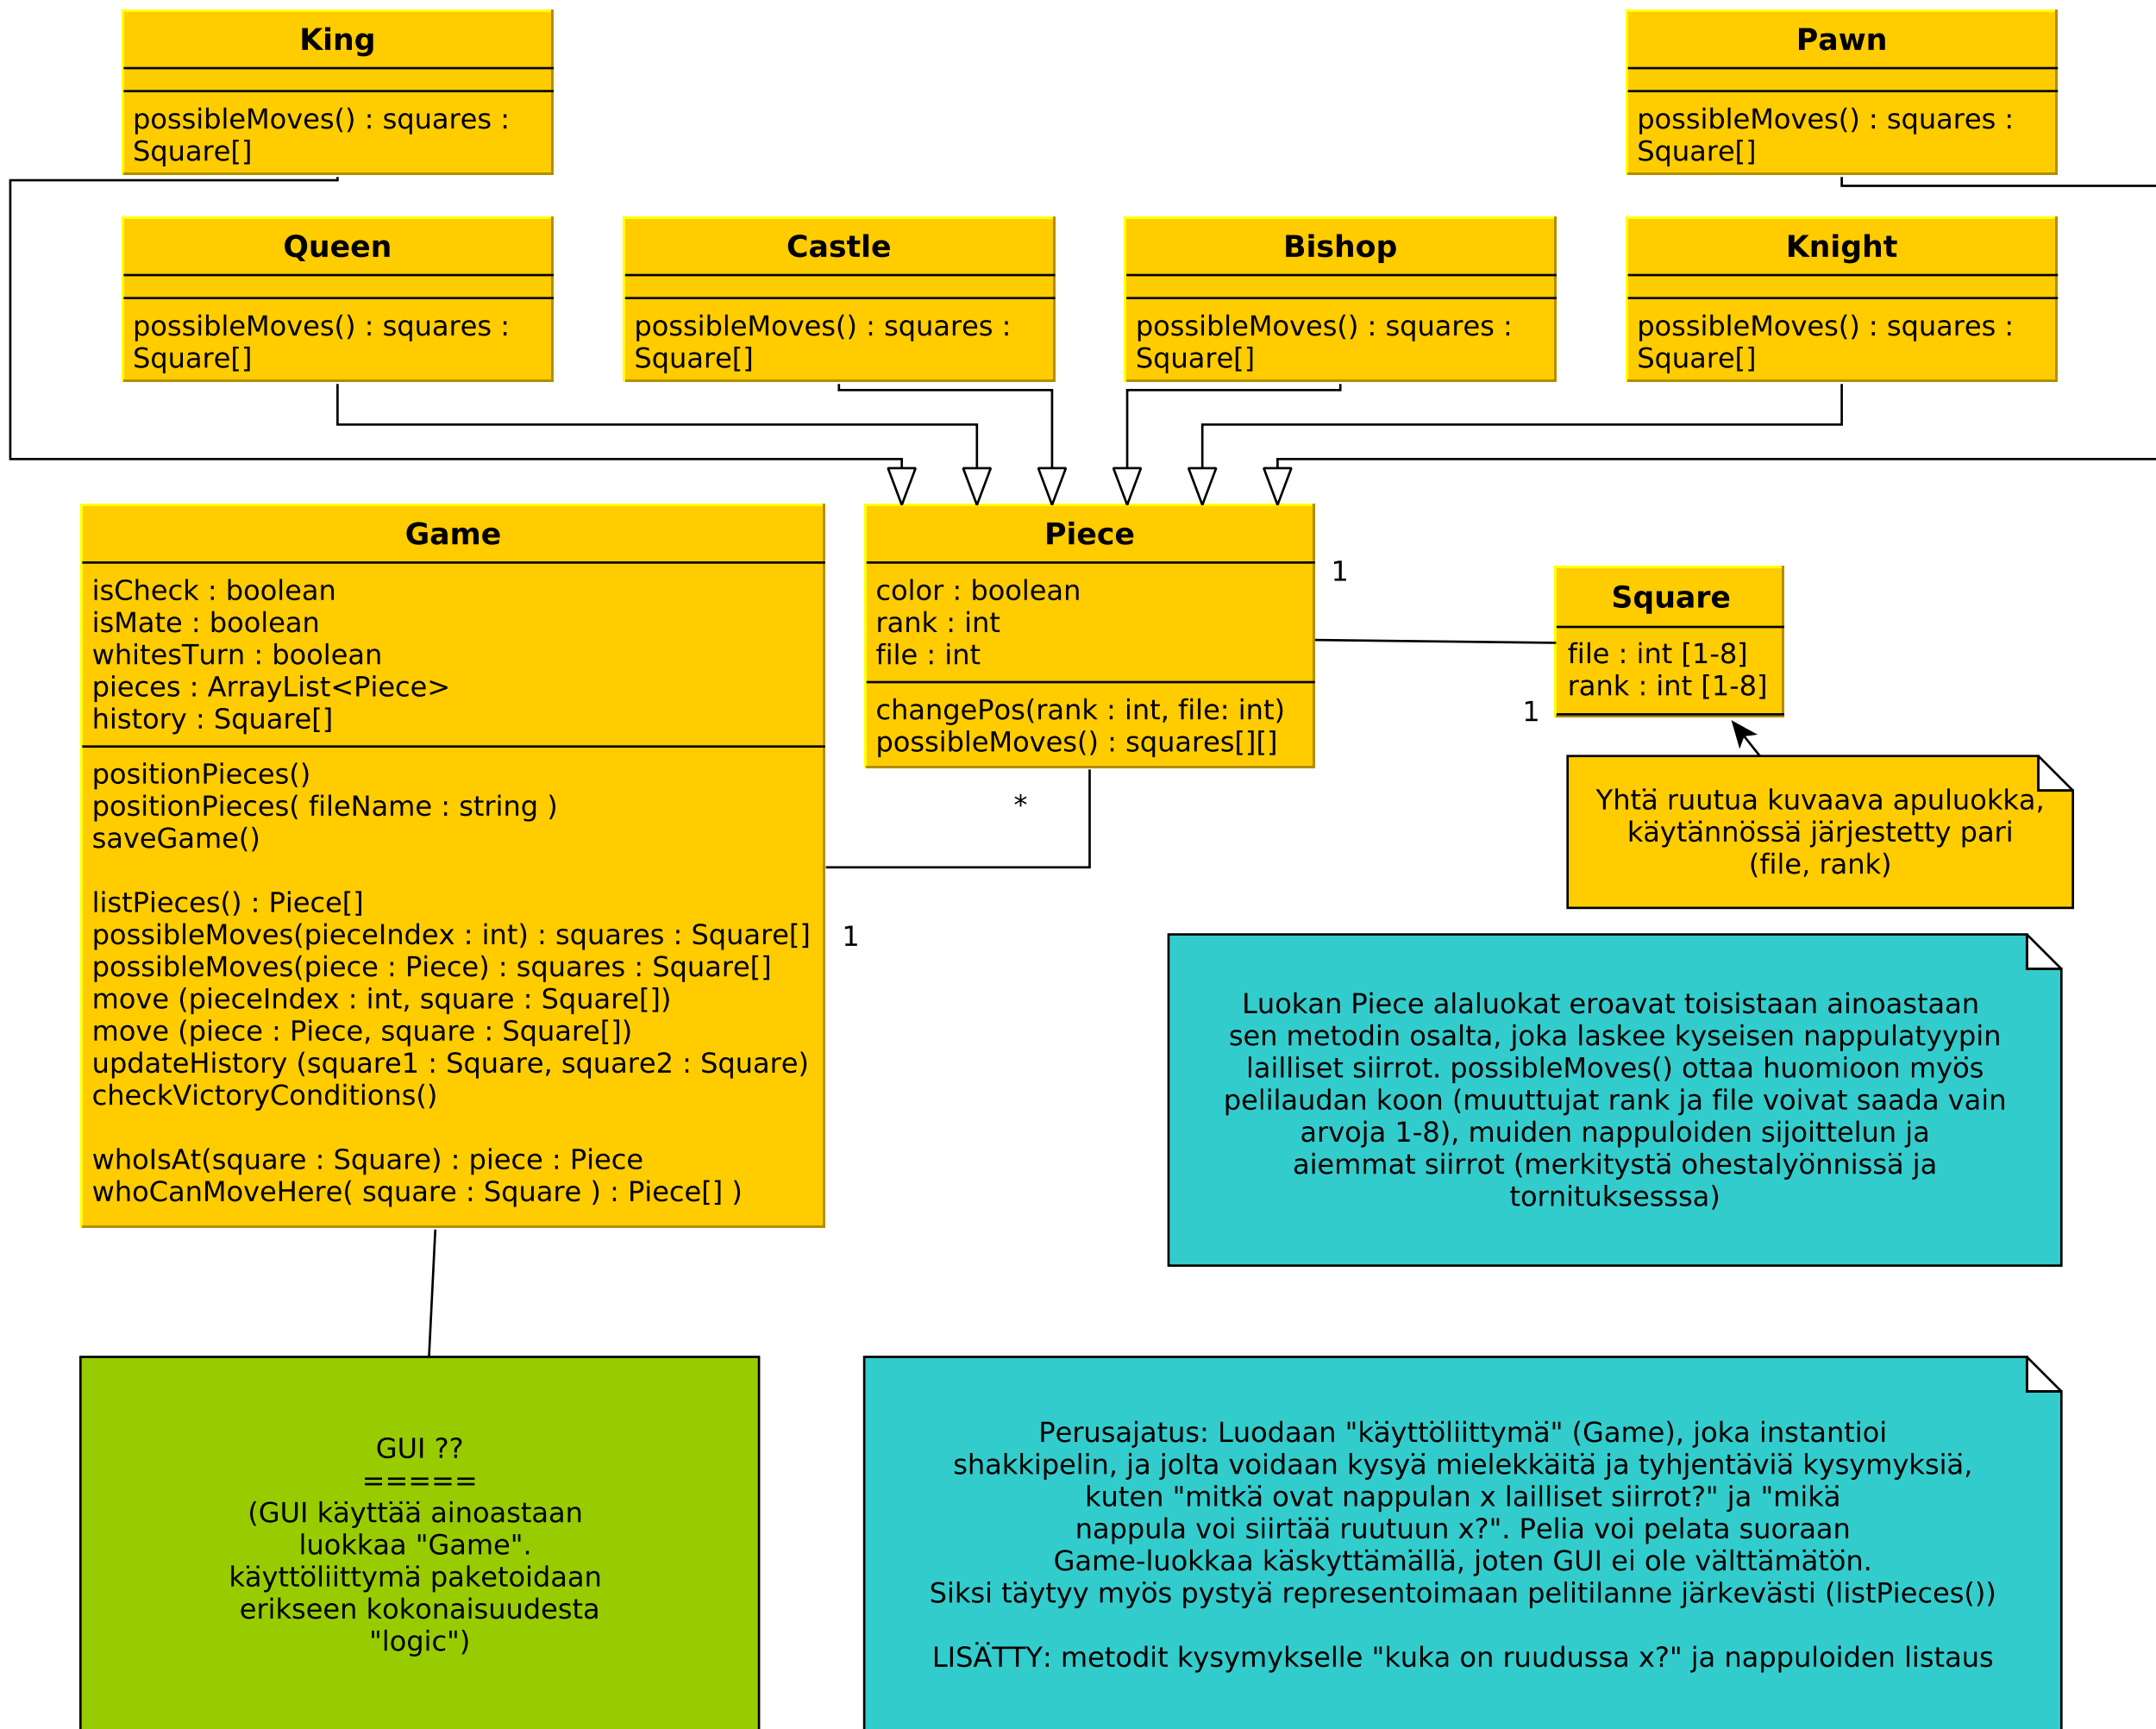 King
possibleMoves() : squares :
Square[]
Pawn
possibleMoves() : squares :
Square[]
Queen
possibleMoves() : squares :
Square[]
Castle
possibleMoves() : squares :
Square[]
Bishop
possibleMoves() : squares :
Square[]
Knight
possibleMoves() : squares :
Square[]
Game
isCheck : boolean
isMate : boolean
whitesTurn : boolean
pieces : ArrayList<Piece>
history : Square[]
positionPieces()
positionPieces( fileName : string )
saveGame()
listPieces() : Piece[]
possibleMoves(pieceIndex : int) : squares : Square[]
possibleMoves(piece : Piece) : squares : Square[]
move (pieceIndex : int, square : Square[])
move (piece : Piece, square : Square[])
updateHistory (square1 : Square, square2 : Square)
checkVictoryConditions()
whoIsAt(square : Square) : piece : Piece
whoCanMoveHere( square : Square ) : Piece[] )
Piece
color : boolean
rank : int
file : int
changePos(rank : int, file: int)
possibleMoves() : squares[][]
1
1
*
1
Square
file : int [1-8]
rank : int [1-8]
Yhtä ruutua kuvaava apuluokka,
käytännössä järjestetty pari
(file, rank)
Luokan Piece alaluokat eroavat toisistaan ainoastaan
sen metodin osalta, joka laskee kyseisen nappulatyypin
lailliset siirrot. possibleMoves() ottaa huomioon myös
pelilaudan koon (muuttujat rank ja file voivat saada vain
arvoja 1-8), muiden nappuloiden sijoittelun ja
aiemmat siirrot (merkitystä ohestalyönnissä ja
tornituksesssa)
GUI ??
=====
(GUI käyttää ainoastaan
luokkaa "Game".
käyttöliittymä paketoidaan
erikseen kokonaisuudesta
"logic")
Perusajatus: Luodaan "käyttöliittymä" (Game), joka instantioi
shakkipelin, ja jolta voidaan kysyä mielekkäitä ja tyhjentäviä kysymyksiä,
kuten "mitkä ovat nappulan x lailliset siirrot?" ja "mikä
nappula voi siirtää ruutuun x?". Pelia voi pelata suoraan
Game-luokkaa käskyttämällä, joten GUI ei ole välttämätön.
Siksi täytyy myös pystyä representoimaan pelitilanne järkevästi (listPieces())
LISÄTTY: metodit kysymykselle "kuka on ruudussa x?" ja nappuloiden listaus